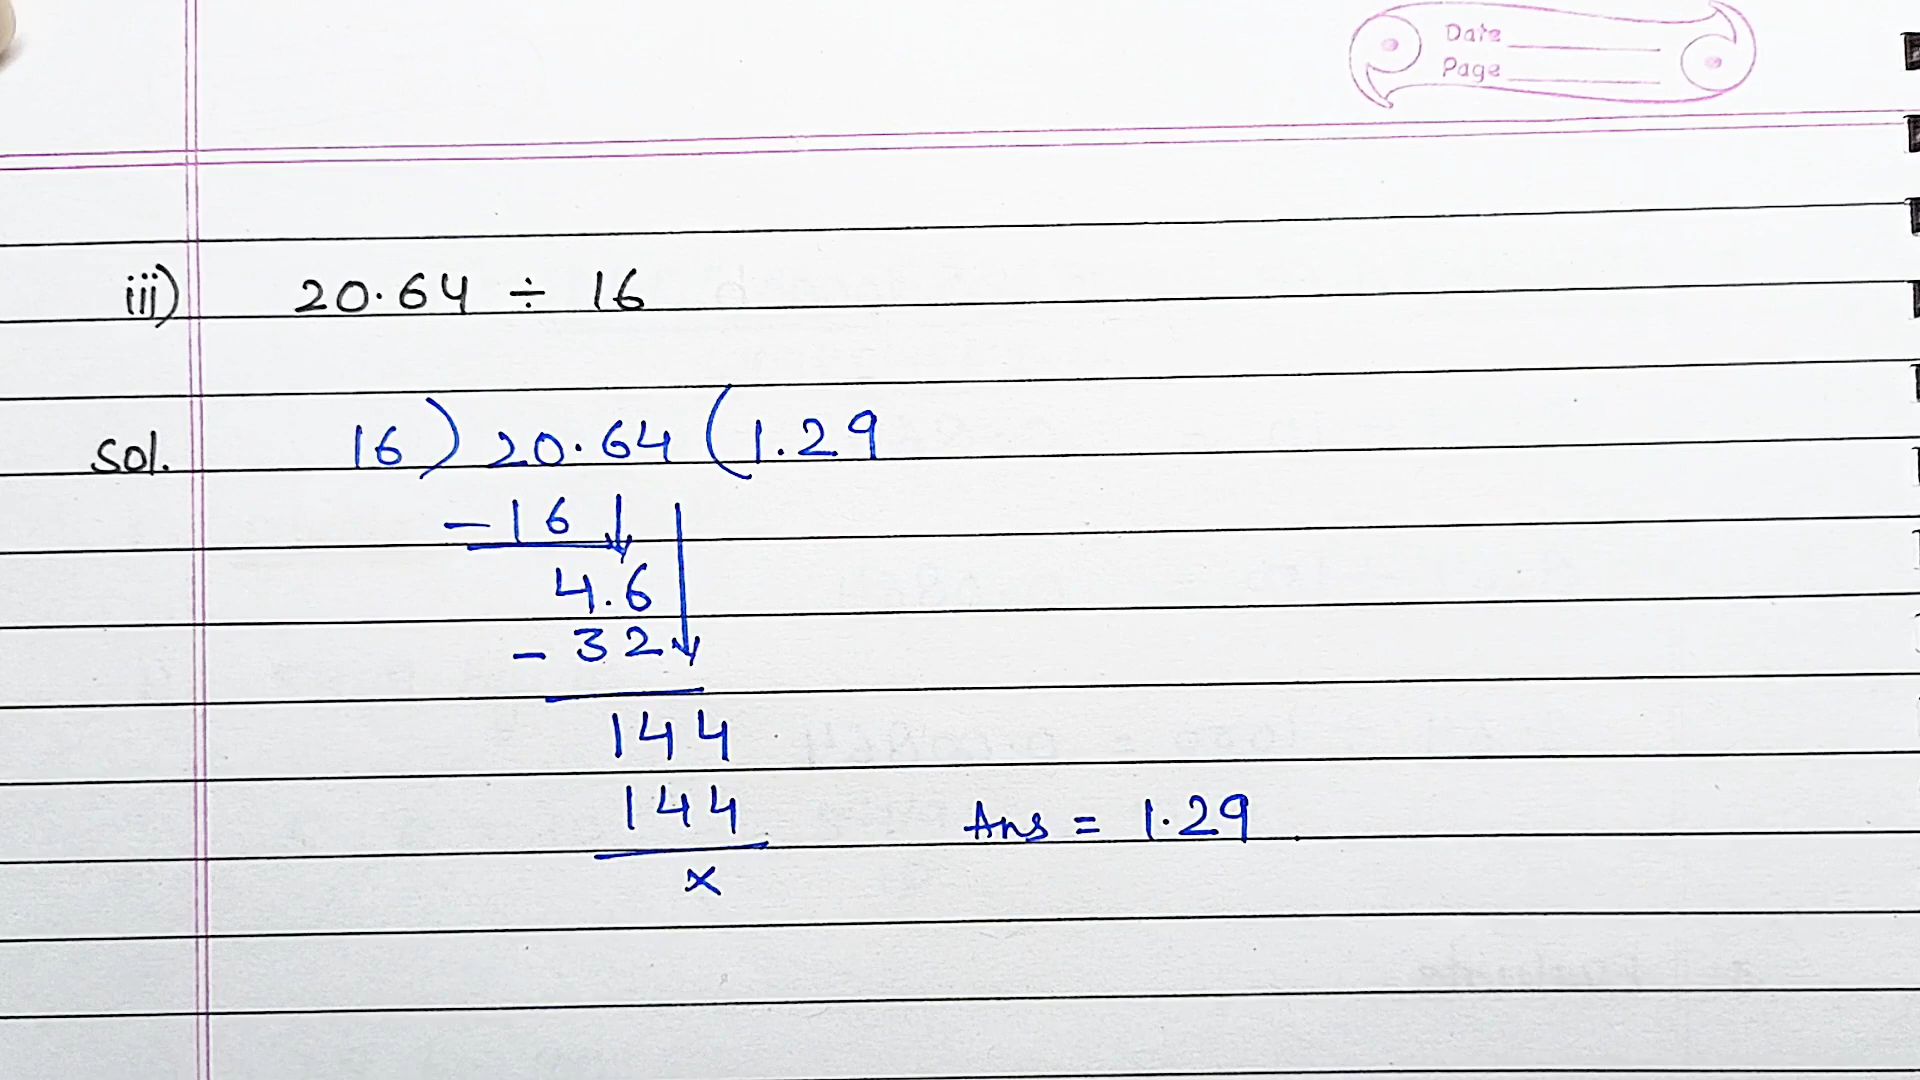 Date
Page
iii) 20.64 ÷ 16
Sol. 16 ) 20.64 ( 1.29
- 16
4.6
- 32
144
144
x
Ans = 1.29